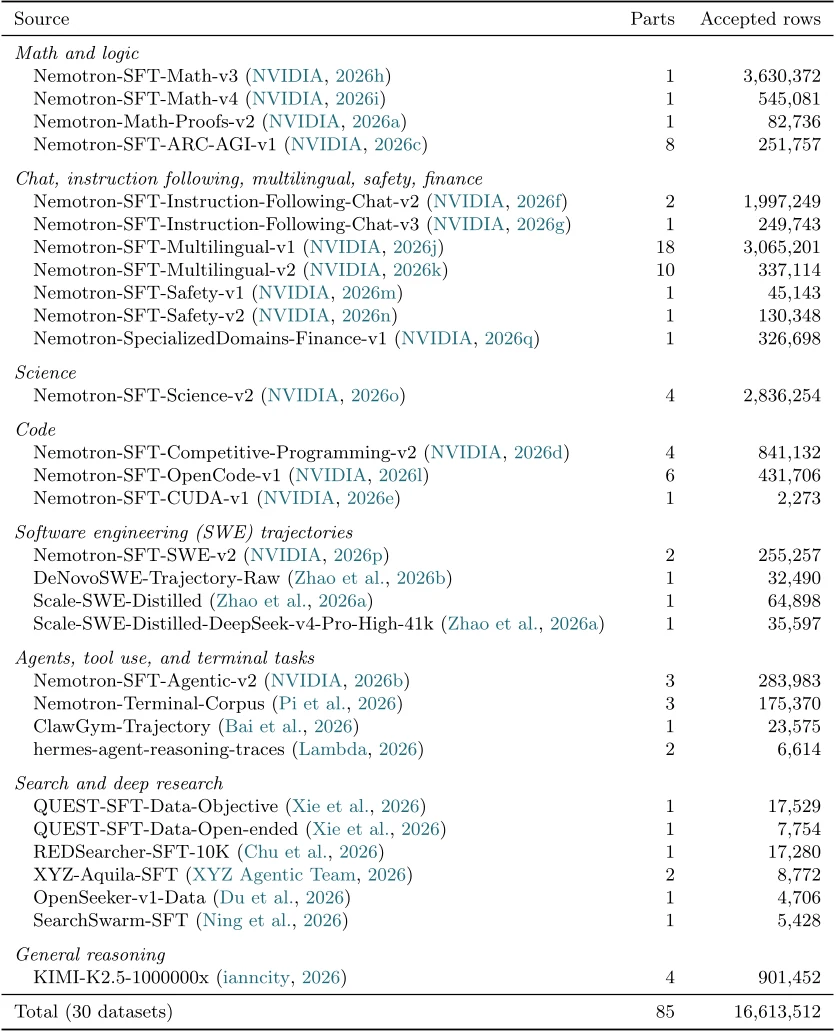 Source Parts Accepted rows
Math and logic
Nemotron-SFT-Math-v3 (NVIDIA, 2026h) 1 3,630,372
Nemotron-SFT-Math-v4 (NVIDIA, 2026i) 1 545,081
Nemotron-Math-Proofs-v2 (NVIDIA, 2026a) 1 82,736
Nemotron-SFT-ARC-AGI-v1 (NVIDIA, 2026c) 8 251,757
Chat, instruction following, multilingual, safety, finance
Nemotron-SFT-Instruction-Following-Chat-v2 (NVIDIA, 2026f) 2 1,997,249
Nemotron-SFT-Instruction-Following-Chat-v3 (NVIDIA, 2026g) 1 249,743
Nemotron-SFT-Multilingual-v1 (NVIDIA, 2026j) 18 3,065,201
Nemotron-SFT-Multilingual-v2 (NVIDIA, 2026k) 10 337,114
Nemotron-SFT-Safety-v1 (NVIDIA, 2026m) 1 45,143
Nemotron-SFT-Safety-v2 (NVIDIA, 2026n) 1 130,348
Nemotron-SpecializedDomains-Finance-v1 (NVIDIA, 2026q) 1 326,698
Science
Nemotron-SFT-Science-v2 (NVIDIA, 2026o) 4 2,836,254
Code
Nemotron-SFT-Competitive-Programming-v2 (NVIDIA, 2026d) 4 841,132
Nemotron-SFT-OpenCode-v1 (NVIDIA, 2026l) 6 431,706
Nemotron-SFT-CUDA-v1 (NVIDIA, 2026e) 1 2,273
Software engineering (SWE) trajectories
Nemotron-SFT-SWE-v2 (NVIDIA, 2026p) 2 255,257
DeNovoSWE-Trajectory-Raw (Zhao et al., 2026b) 1 32,490
Scale-SWE-Distilled (Zhao et al., 2026a) 1 64,898
Scale-SWE-Distilled-DeepSeek-v4-Pro-High-41k (Zhao et al., 2026a) 1 35,597
Agents, tool use, and terminal tasks
Nemotron-SFT-Agentic-v2 (NVIDIA, 2026b) 3 283,983
Nemotron-Terminal-Corpus (Pi et al., 2026) 3 175,370
ClawGym-Trajectory (Bai et al., 2026) 1 23,575
hermes-agent-reasoning-traces (Lambda, 2026) 2 6,614
Search and deep research
QUEST-SFT-Data-Objective (Xie et al., 2026) 1 17,529
QUEST-SFT-Data-Open-ended (Xie et al., 2026) 1 7,754
REDSearcher-SFT-10K (Chu et al., 2026) 1 17,280
XYZ-Aquila-SFT (XYZ Agentic Team, 2026) 2 8,772
OpenSeeker-v1-Data (Du et al., 2026) 1 4,706
SearchSwarm-SFT (Ning et al., 2026) 1 5,428
General reasoning
KIMI-K2.5-1000000x (ianncity, 2026) 4 901,452
Total (30 datasets) 85 16,613,512